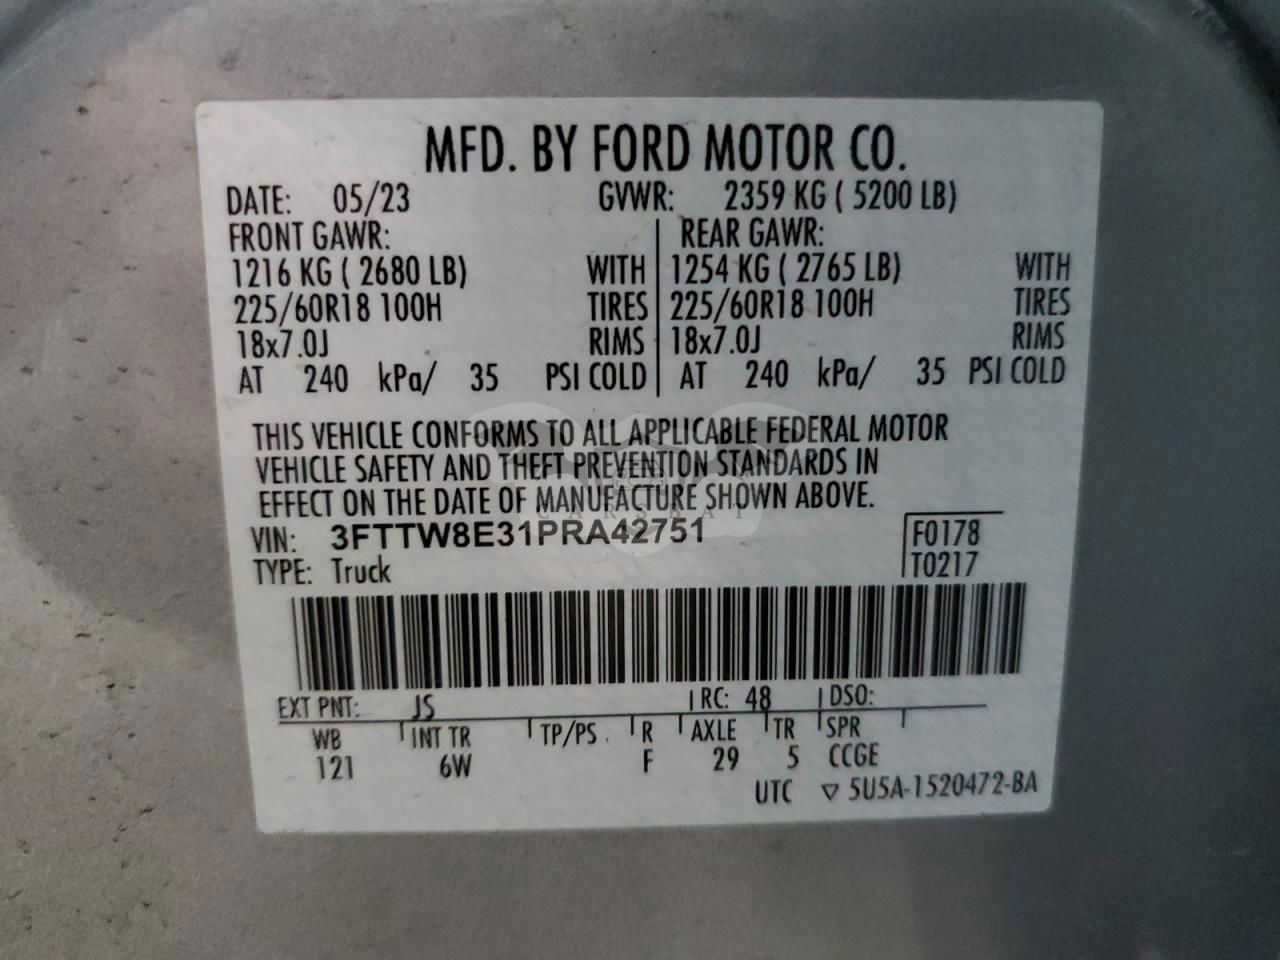 MFD. BY FORD MOTOR CO.
DATE: 05/23 GVWR: 2359 KG ( 5200 LB)
FRONT GAWR: REAR GAWR:
1216 KG ( 2680 LB) WITH 1254 KG ( 2765 LB) WITH
225/60R18 100H TIRES 225/60R18 100H TIRES
18x7.0J RIMS 18x7.0J RIMS
AT 240 kPa/ 35 PSI COLD AT 240 kPa/ 35 PSI COLD
THIS VEHICLE CONFORMS TO ALL APPLICABLE FEDERAL MOTOR
VEHICLE SAFETY AND THEFT PREVENTION STANDARDS IN
EFFECT ON THE DATE OF MANUFACTURE SHOWN ABOVE.
CARSBAT
VIN: 3FTTW8E31PRA42751 F0178
TYPE: Truck T0217
EXT PNT: JS RC: 48 DSO:
WB INT TR TP/PS R AXLE TR SPR
121 6W F 29 5 CCGE
UTC ▽ 5U5A-1520472-BA